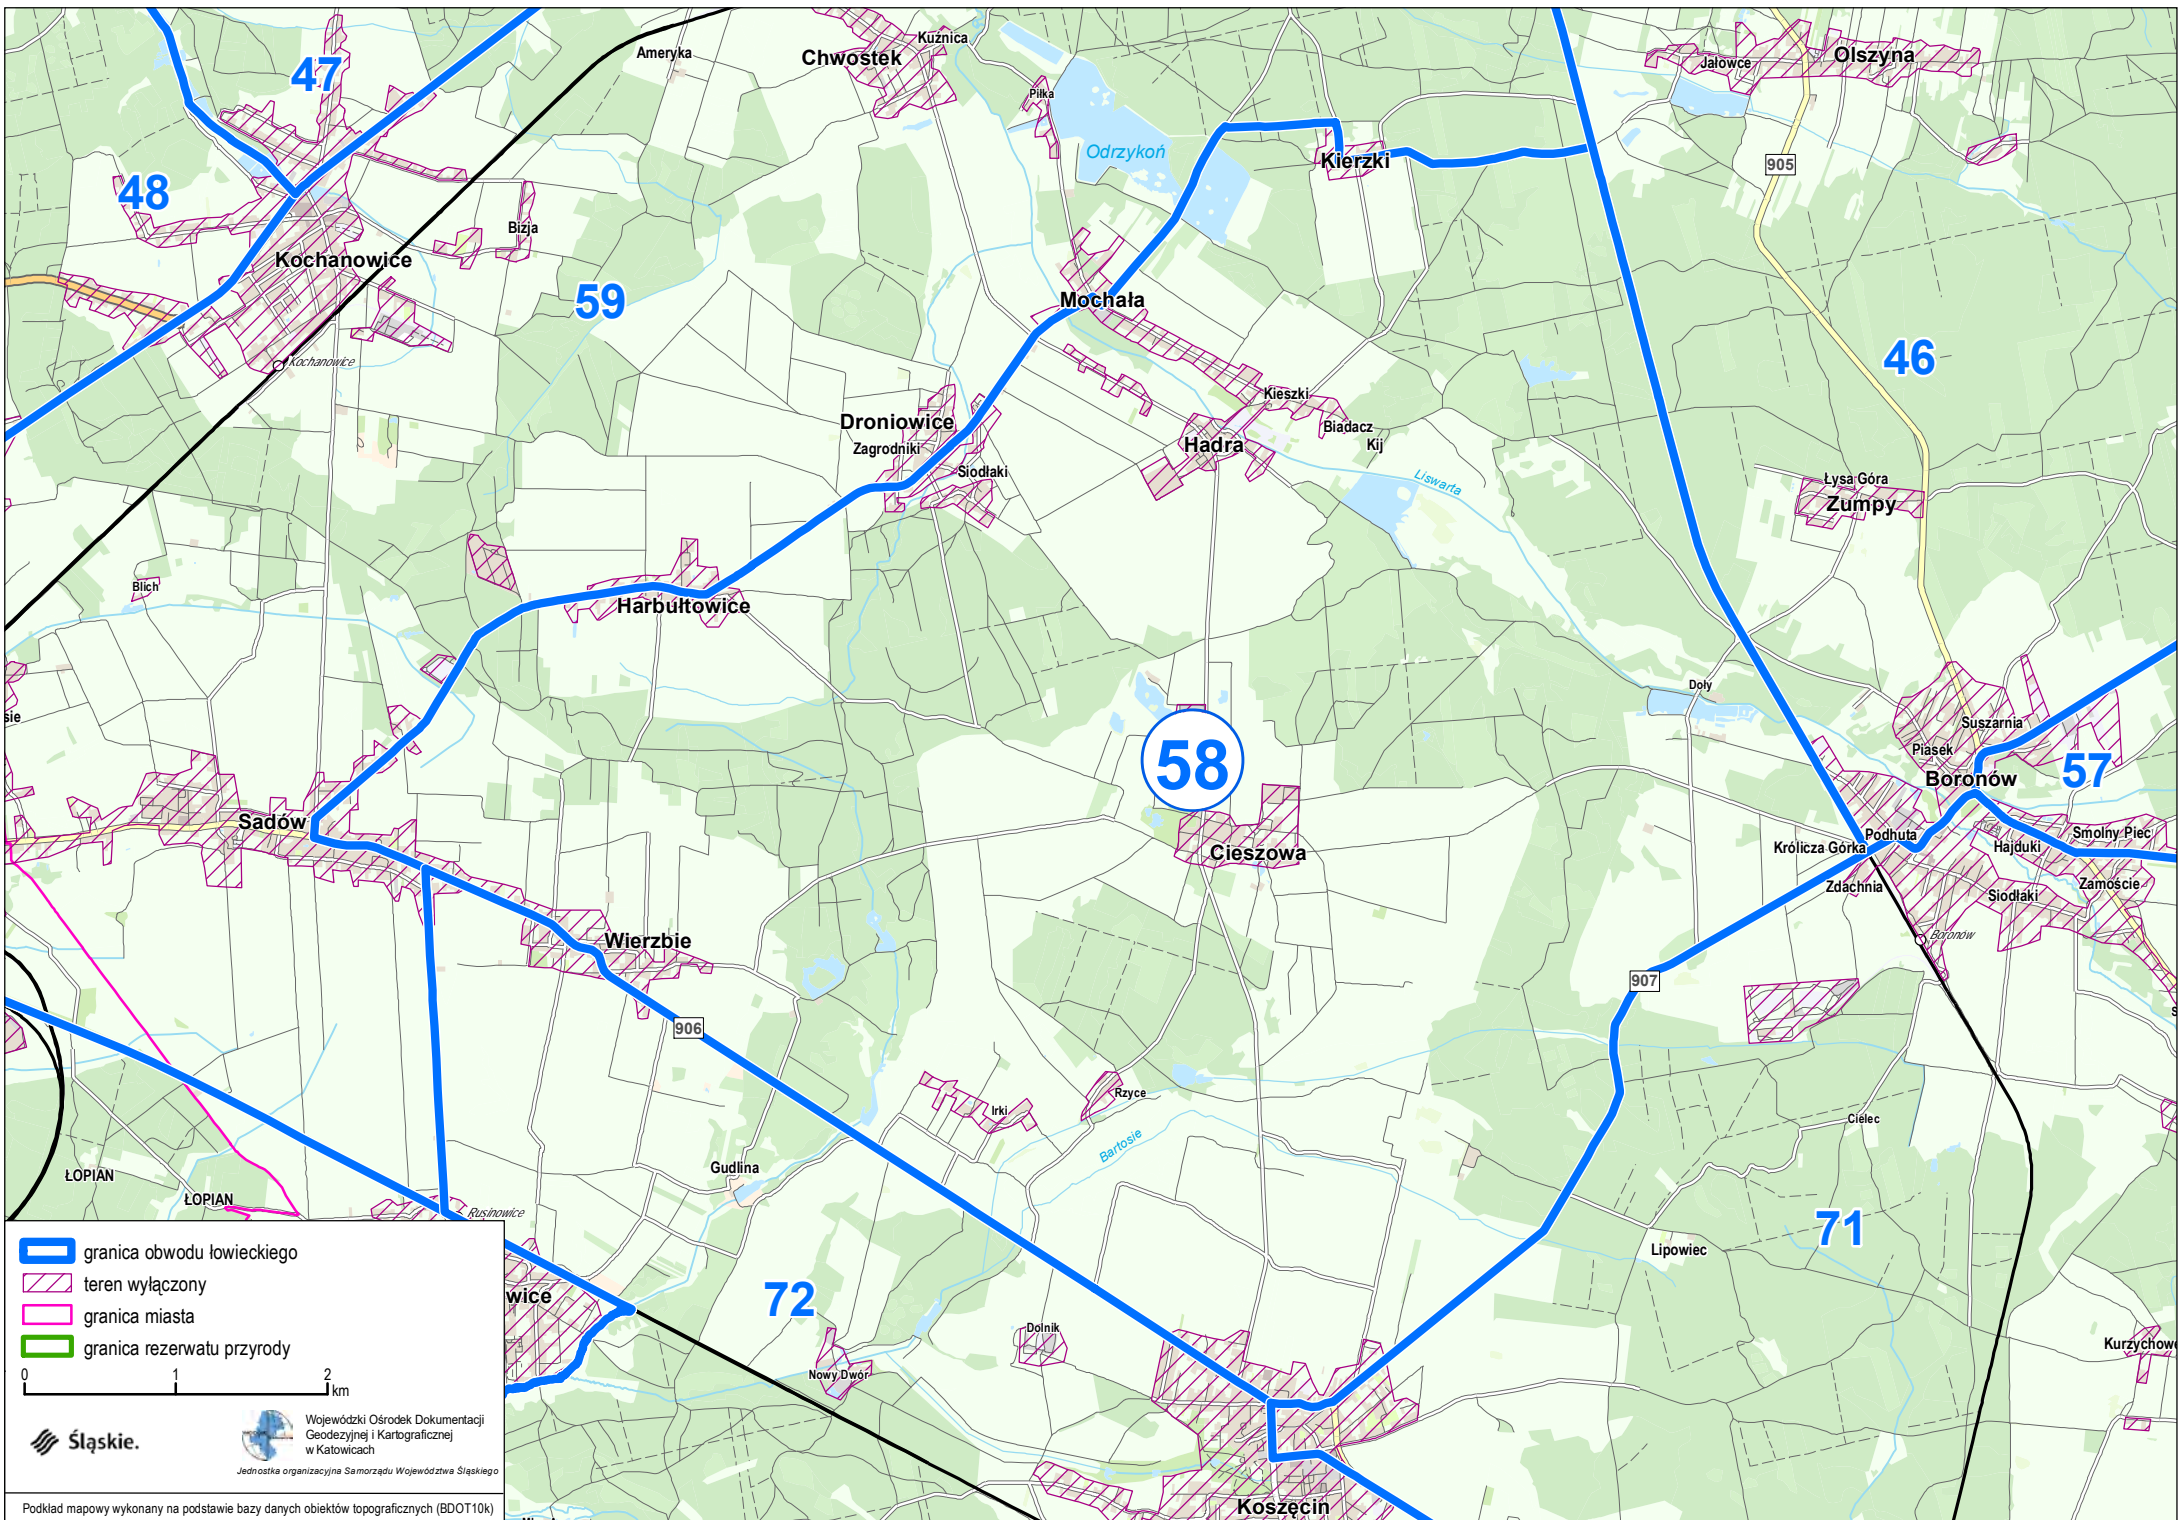 Chwostek
Kuźnica
Ameryka
Piłka
Jałowce
Olszyna
47
Odrzykoń
Kierzki
905
48
Bizja
Kochanowice
59
Mochała
Kochanowice
46
Kieszki
Droniowice
Biadacz
Zagrodniki
Hadra
Kij
Siodłaki
Liswarta
Łysa Góra
Zumpy
Blich
Harbułtowice
Doły
sie
Suszarnia
Piasek
58
Boronów
57
Sadów
Podhuta
Smolny Piec
Królicza Górka
Hajduki
Cieszowa
Zdachnia
Zamoście
Siodłaki
Wierzbie
Boronów
907
906
S
Rzyce
Irki
Cielec
Bartosie
Gudlina
ŁOPIAN
ŁOPIAN
Rusinowice
71
Lipowiec
wice
72
Dolnik
Nowy Dwór
Kurzychowe
Koszęcin
granica obwodu łowieckiego
teren wyłączony
granica miasta
granica rezerwatu przyrody
0 1 2
km
Śląskie.
Wojewódzki Ośrodek Dokumentacji
Geodezyjnej i Kartograficznej
w Katowicach
Jednostka organizacyjna Samorządu Województwa Śląskiego
Podkład mapowy wykonany na podstawie bazy danych obiektów topograficznych (BDOT10k)